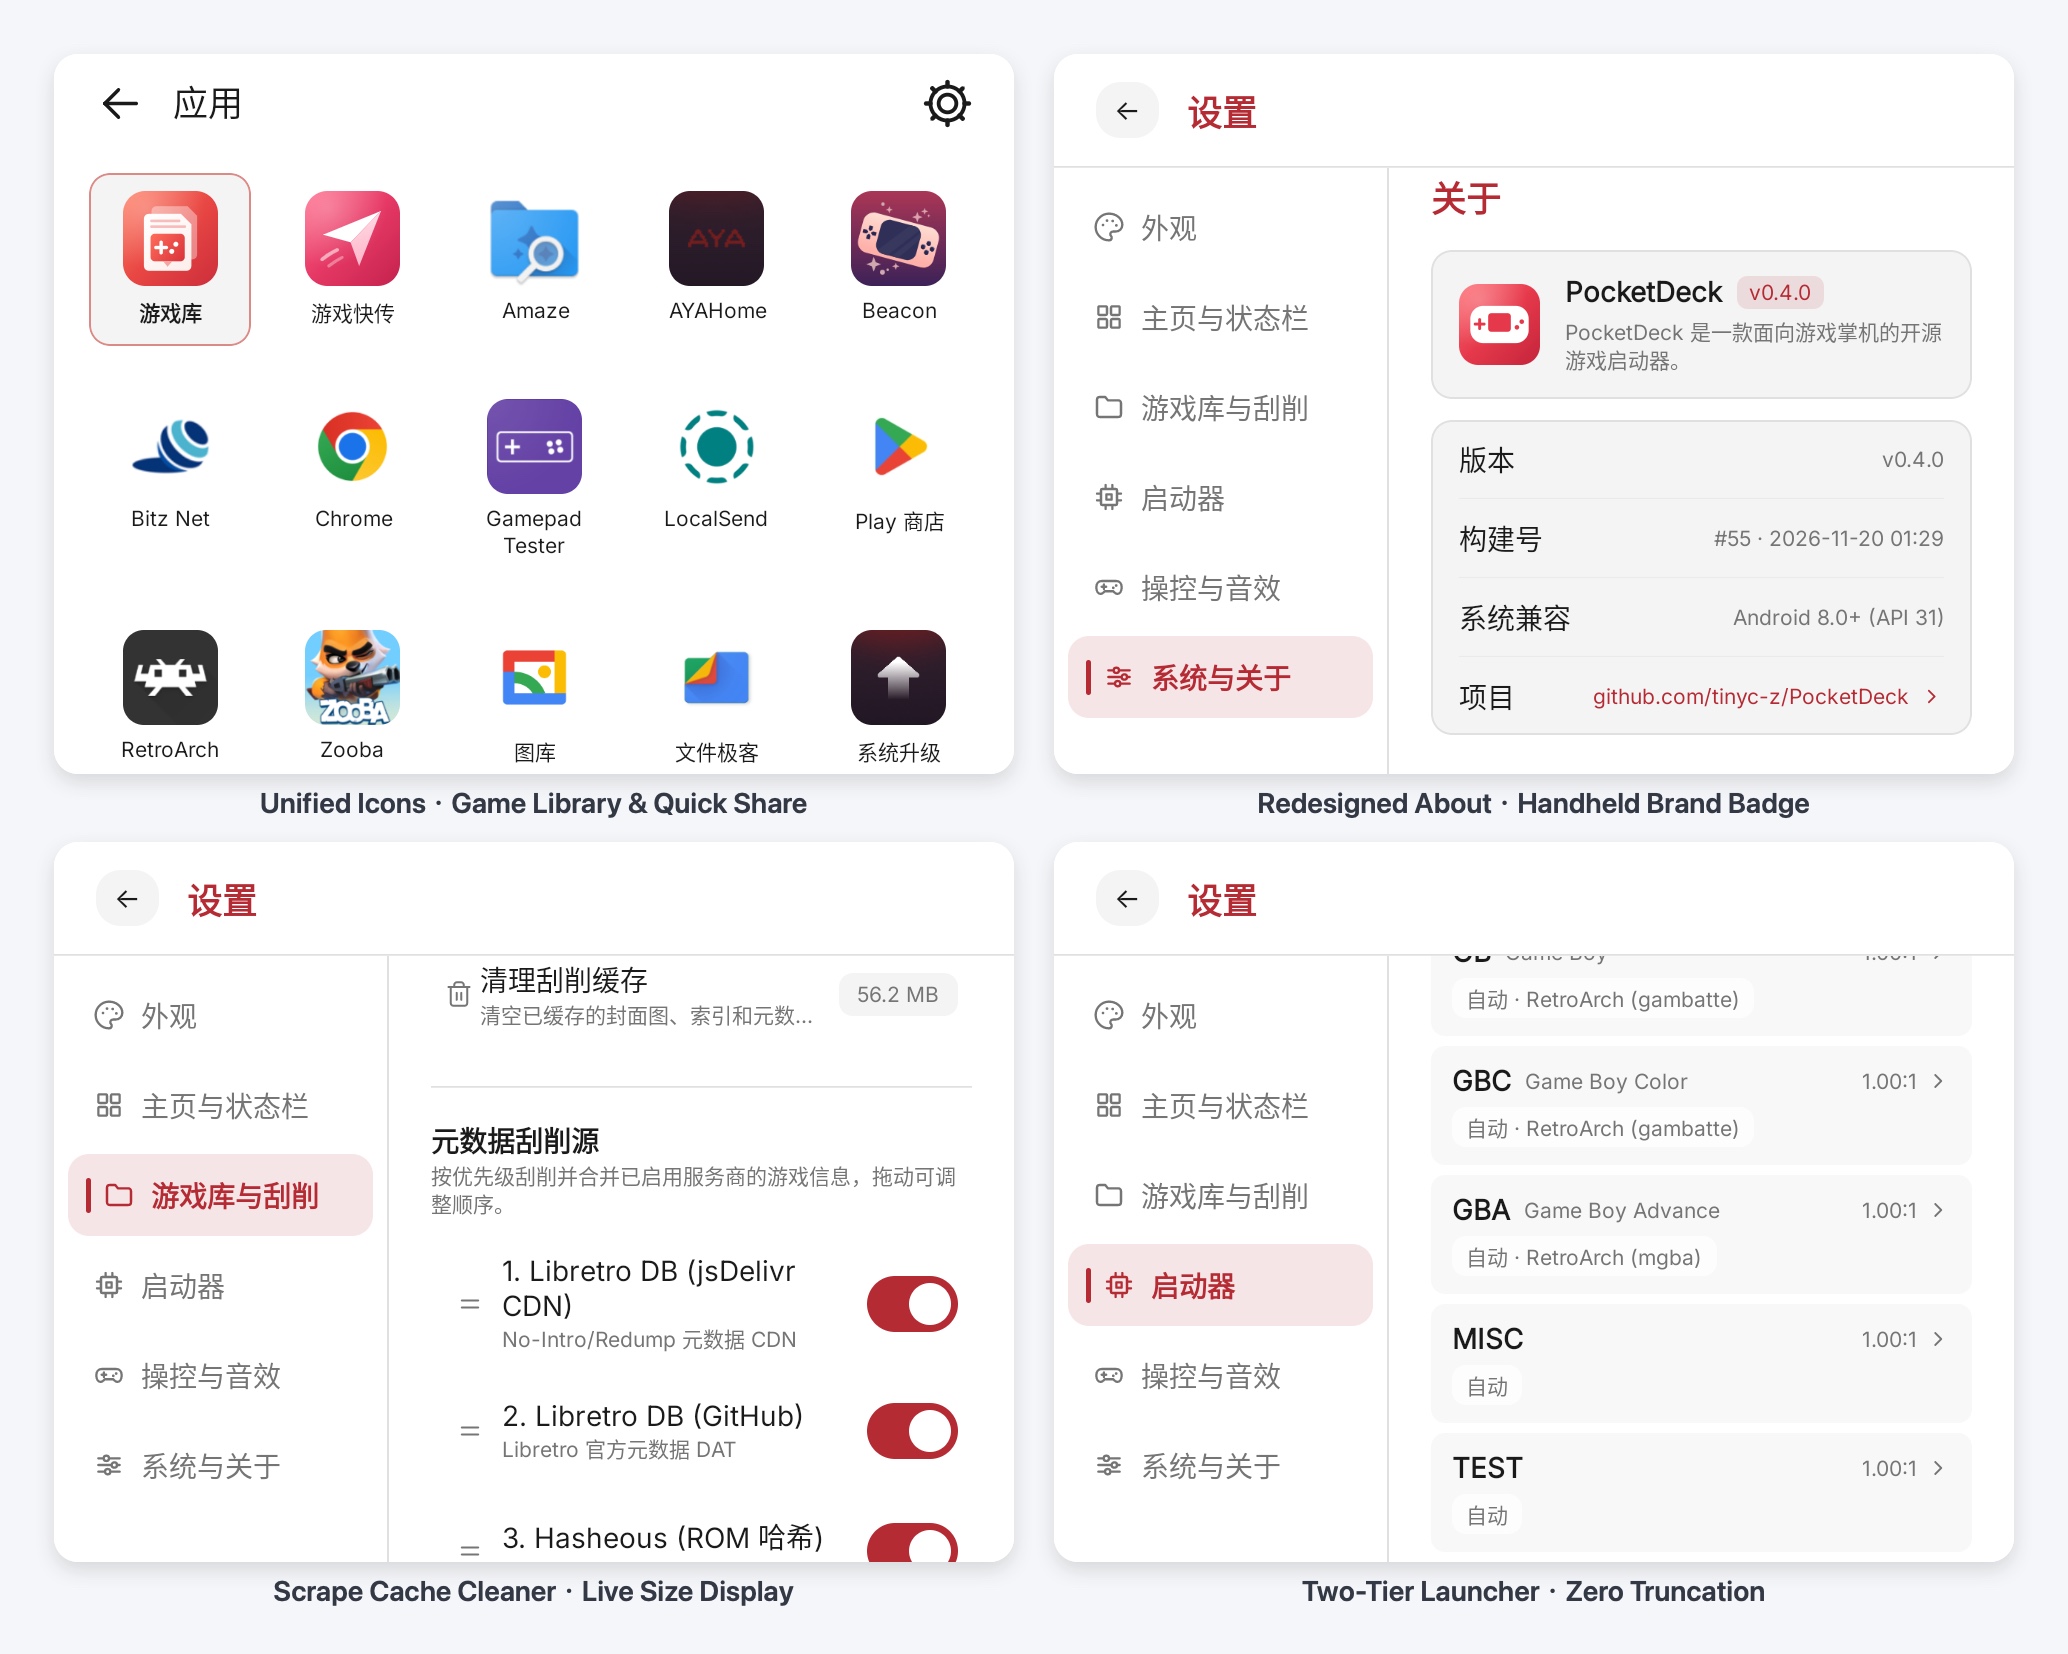 应用
游戏库
游戏快传
Amaze
AYA
AYAHome
Beacon
Bitz Net
Chrome
Gamepad
Tester
LocalSend
Play 商店
RetroArch
ZOOBA
Zooba
图库
文件极客
系统升级
Unified Icons · Game Library & Quick Share
设置
外观
主页与状态栏
游戏库与刮削
启动器
操控与音效
系统与关于
关于
PocketDeck v0.4.0
PocketDeck 是一款面向游戏掌机的开源
游戏启动器。
版本 v0.4.0
构建号 #55 · 2026-11-20 01:29
系统兼容 Android 8.0+ (API 31)
项目 github.com/tinyc-z/PocketDeck
Redesigned About · Handheld Brand Badge
设置
外观
主页与状态栏
游戏库与刮削
启动器
操控与音效
系统与关于
清理刮削缓存 56.2 MB
清空已缓存的封面图、索引和元数...
元数据刮削源
按优先级刮削并合并已启用服务商的游戏信息，拖动可调
整顺序。
1. Libretro DB (jsDelivr
CDN)
No-Intro/Redump 元数据 CDN
2. Libretro DB (GitHub)
Libretro 官方元数据 DAT
3. Hasheous (ROM 哈希)
Scrape Cache Cleaner · Live Size Display
设置
外观
主页与状态栏
游戏库与刮削
启动器
操控与音效
系统与关于
GB Game Boy 1.00:1
自动 · RetroArch (gambatte)
GBC Game Boy Color 1.00:1
自动 · RetroArch (gambatte)
GBA Game Boy Advance 1.00:1
自动 · RetroArch (mgba)
MISC 1.00:1
自动
TEST 1.00:1
自动
Two-Tier Launcher · Zero Truncation